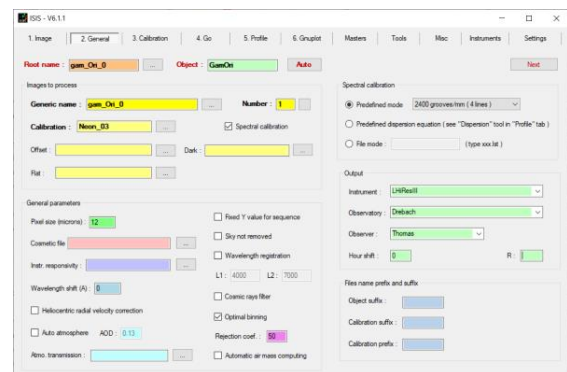 ISIS - V6.1.1
1. Image 2. General 3. Calibration 4. Go 5. Profile 6. Gnuplot Masters Tools Misc Instruments Settings
Root name : gam_Ori_0 ... Object : GamOri Auto Next
Images to process
Generic name : gam_Ori_0 ... Number : 1
Calibration : Neon_03 ... Spectral calibration
Offset : ... Dark : ...
Flat : ...
Spectral calibration
Predefined mode 2400 grooves/mm ( 4 lines )
Predefined dispersion equation ( see "Dispersion" tool in "Profile" tab )
File mode : (type xxx.lst )
General parameters
Pixel size (microns) : 12
Cosmetic file ...
Instr. responsivity : ...
Wavelength shift (A) : 0
Heliocentric radial velocity correction
Auto atmosphere AOD : 0.13
Atmo. transmission : ...
Fixed Y value for sequence
Sky not removed
Wavelength registration
L1 : 4000 L2 : 7000
Cosmic rays filter
Optimal binning
Rejection coef. : 50
Automatic air mass computing
Output
Instrument : LHiResIII
Observatory : Drebach
Observer : Thomas
Hour shift : 0 R :
Files name prefix and suffix
Object suffix :
Calibration suffix :
Calibration prefix :